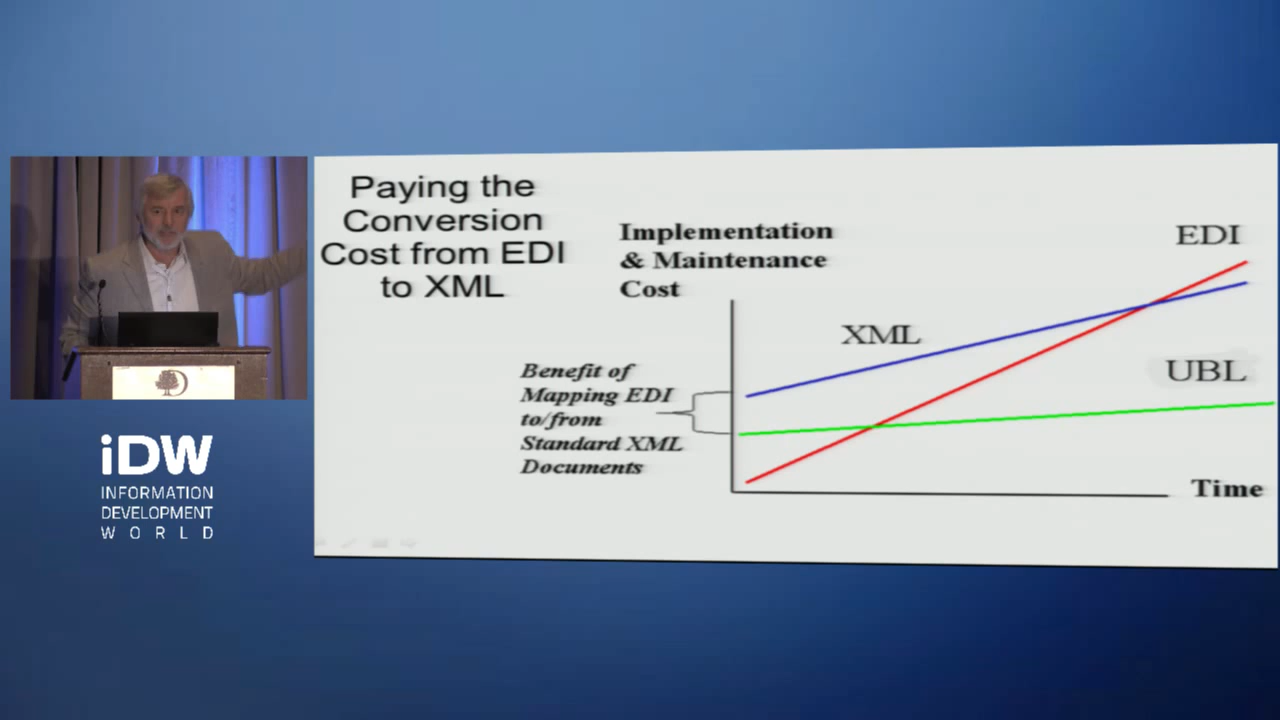 Paying the
Conversion
Cost from EDI
to XML
Implementation
& Maintenance
Cost
EDI
XML
UBL
Benefit of
Mapping EDI
to/from
Standard XML
Documents
Time
iDW
INFORMATION
DEVELOPMENT
WORLD
D